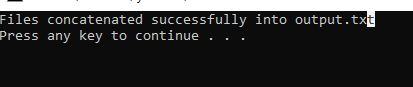 Files concatenated successfully into output.txt
Press any key to continue . . .